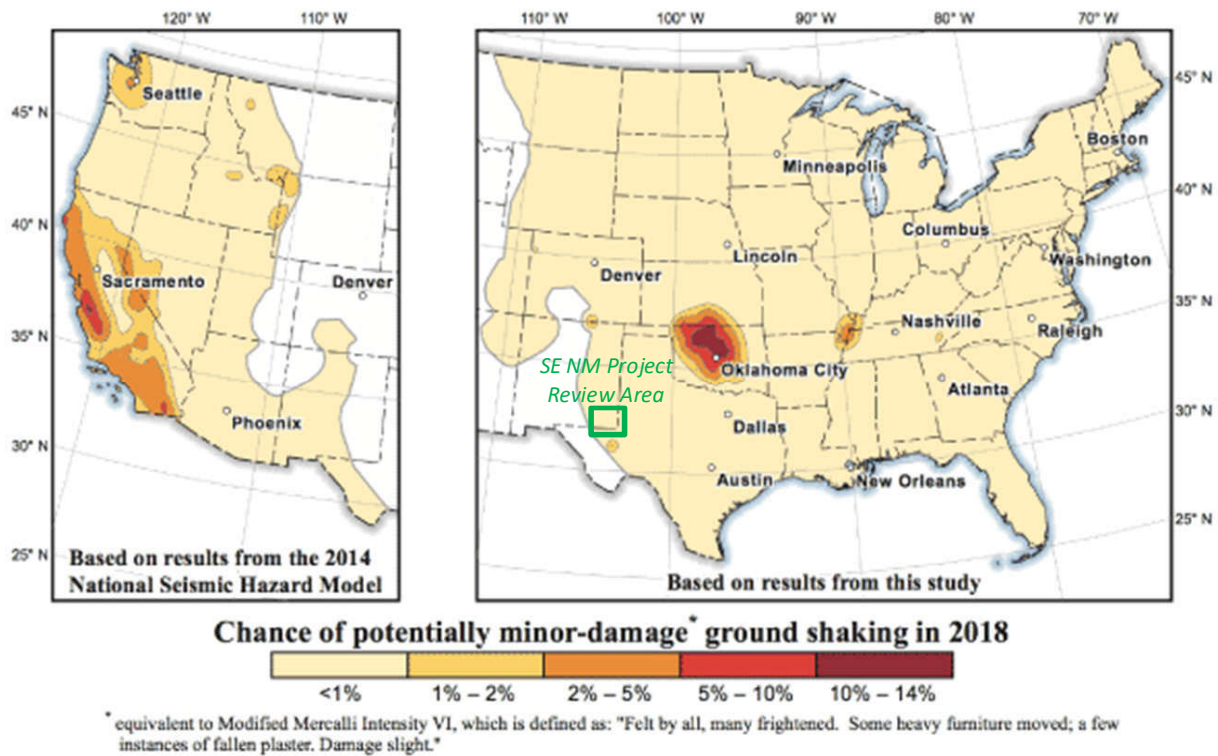 120° W
110° W
110° W
100° W
90° W
80° W
70° W
45° N
40° N
35° N
30° N
25° N
Seattle
Sacramento
Denver
Phoenix
Based on results from the 2014
National Seismic Hazard Model
45° N
40° N
35° N
30° N
25° N
Boston
Minneapolis
Columbus
Lincoln
Washington
Denver
Nashville
Raleigh
SE NM Project
Review Area
Oklahoma City
Atlanta
Dallas
Austin
New Orleans
Based on results from this study
Chance of potentially minor-damage* ground shaking in 2018
<1%
1% – 2%
2% – 5%
5% – 10%
10% – 14%
* equivalent to Modified Mercalli Intensity VI, which is defined as: "Felt by all, many frightened. Some heavy furniture moved; a few
instances of fallen plaster. Damage slight."